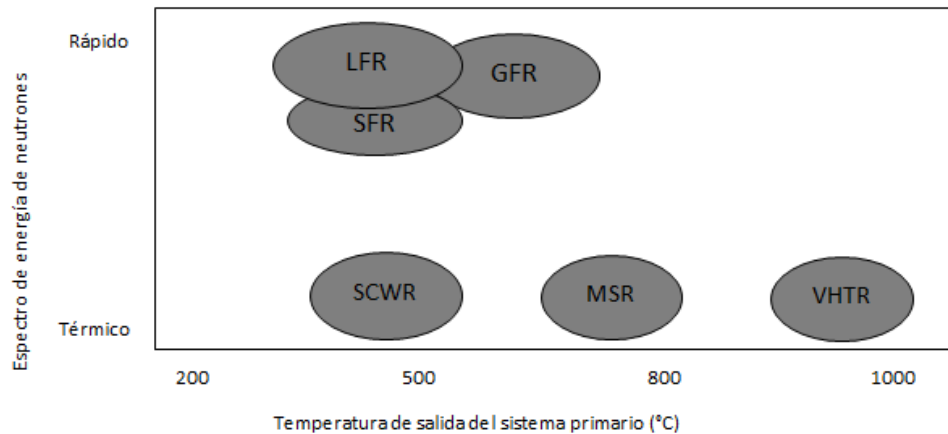 Rápido
LFR
GFR
SFR
Espectro de energía de neutrones
SCWR
MSR
VHTR
Térmico
200 500 800 1000
Temperatura de salida del sistema primario (°C)